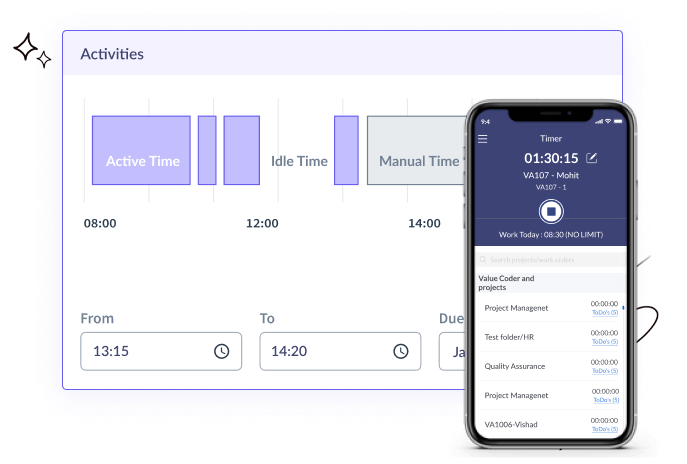 Activities
Active Time
Idle Time
Manual Time
08:00
12:00
14:00
From
To
Due
13:15
14:20
Ja
9:4
Timer
01:30:15
VA107 - Mohit
VA107 - 1
Work Today : 08:30 (NO LIMIT)
Search projects/work orders
Value Coder and
projects
Project Managenet
00:00:00
ToDo's (5)
Test folder/HR
00:00:00
ToDo's (5)
Quality Assurance
00:00:00
ToDo's (5)
Project Managenet
00:00:00
ToDo's (5)
VA1006-Vishad
00:00:00
ToDo's (5)